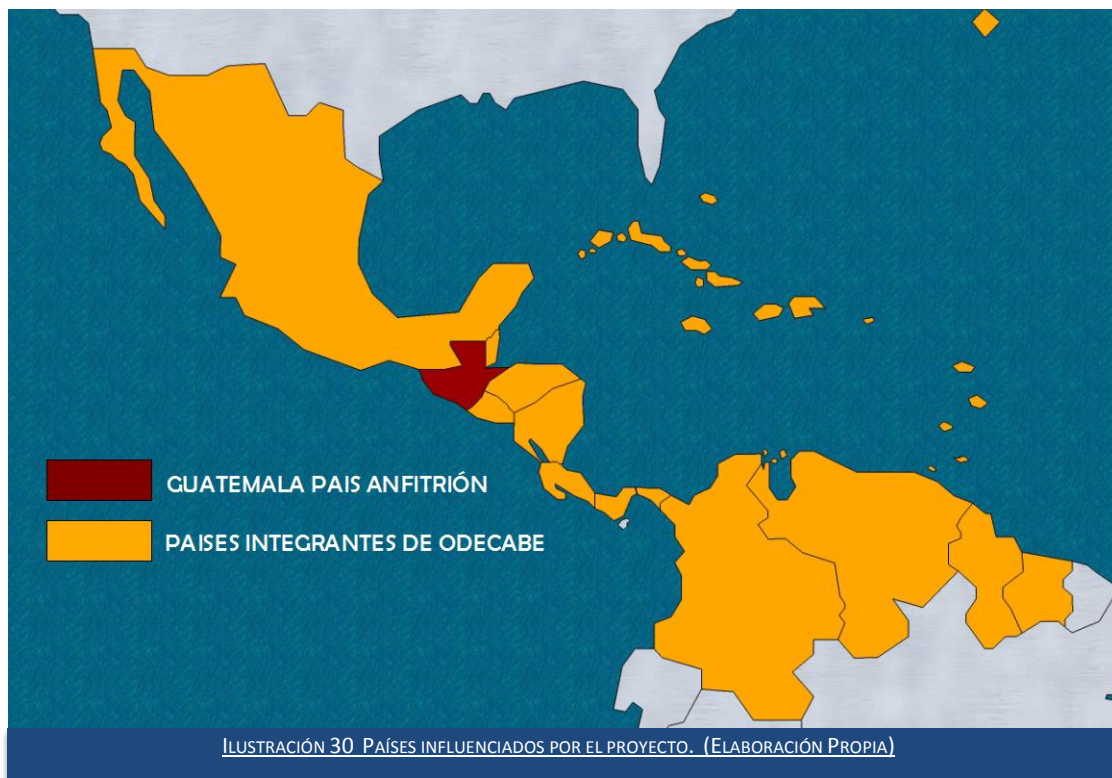 GUATEMALA PAIS ANFITRIÓN
PAISES INTEGRANTES DE ODECABE
ILUSTRACIÓN 30 PAÍSES INFLUENCIADOS POR EL PROYECTO. (ELABORACIÓN PROPIA)